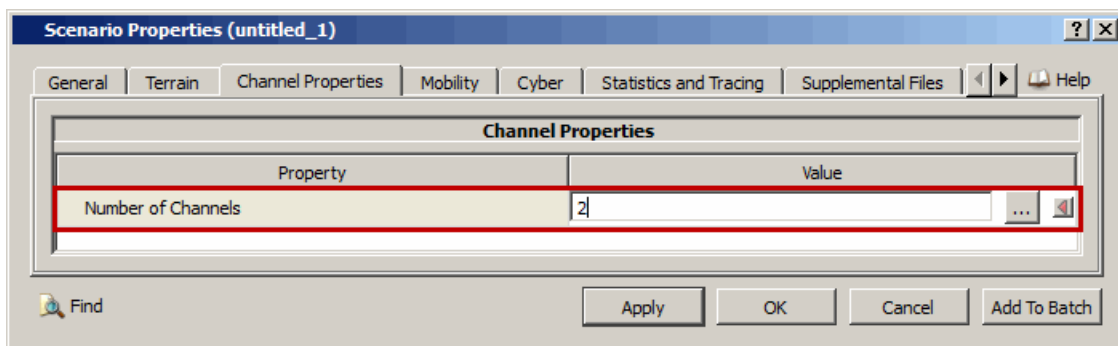 Scenario Properties (untitled_1)
General Terrain Channel Properties Mobility Cyber Statistics and Tracing Supplemental Files Help
Channel Properties
Property Value
Number of Channels 2 ...
Find Apply OK Cancel Add To Batch